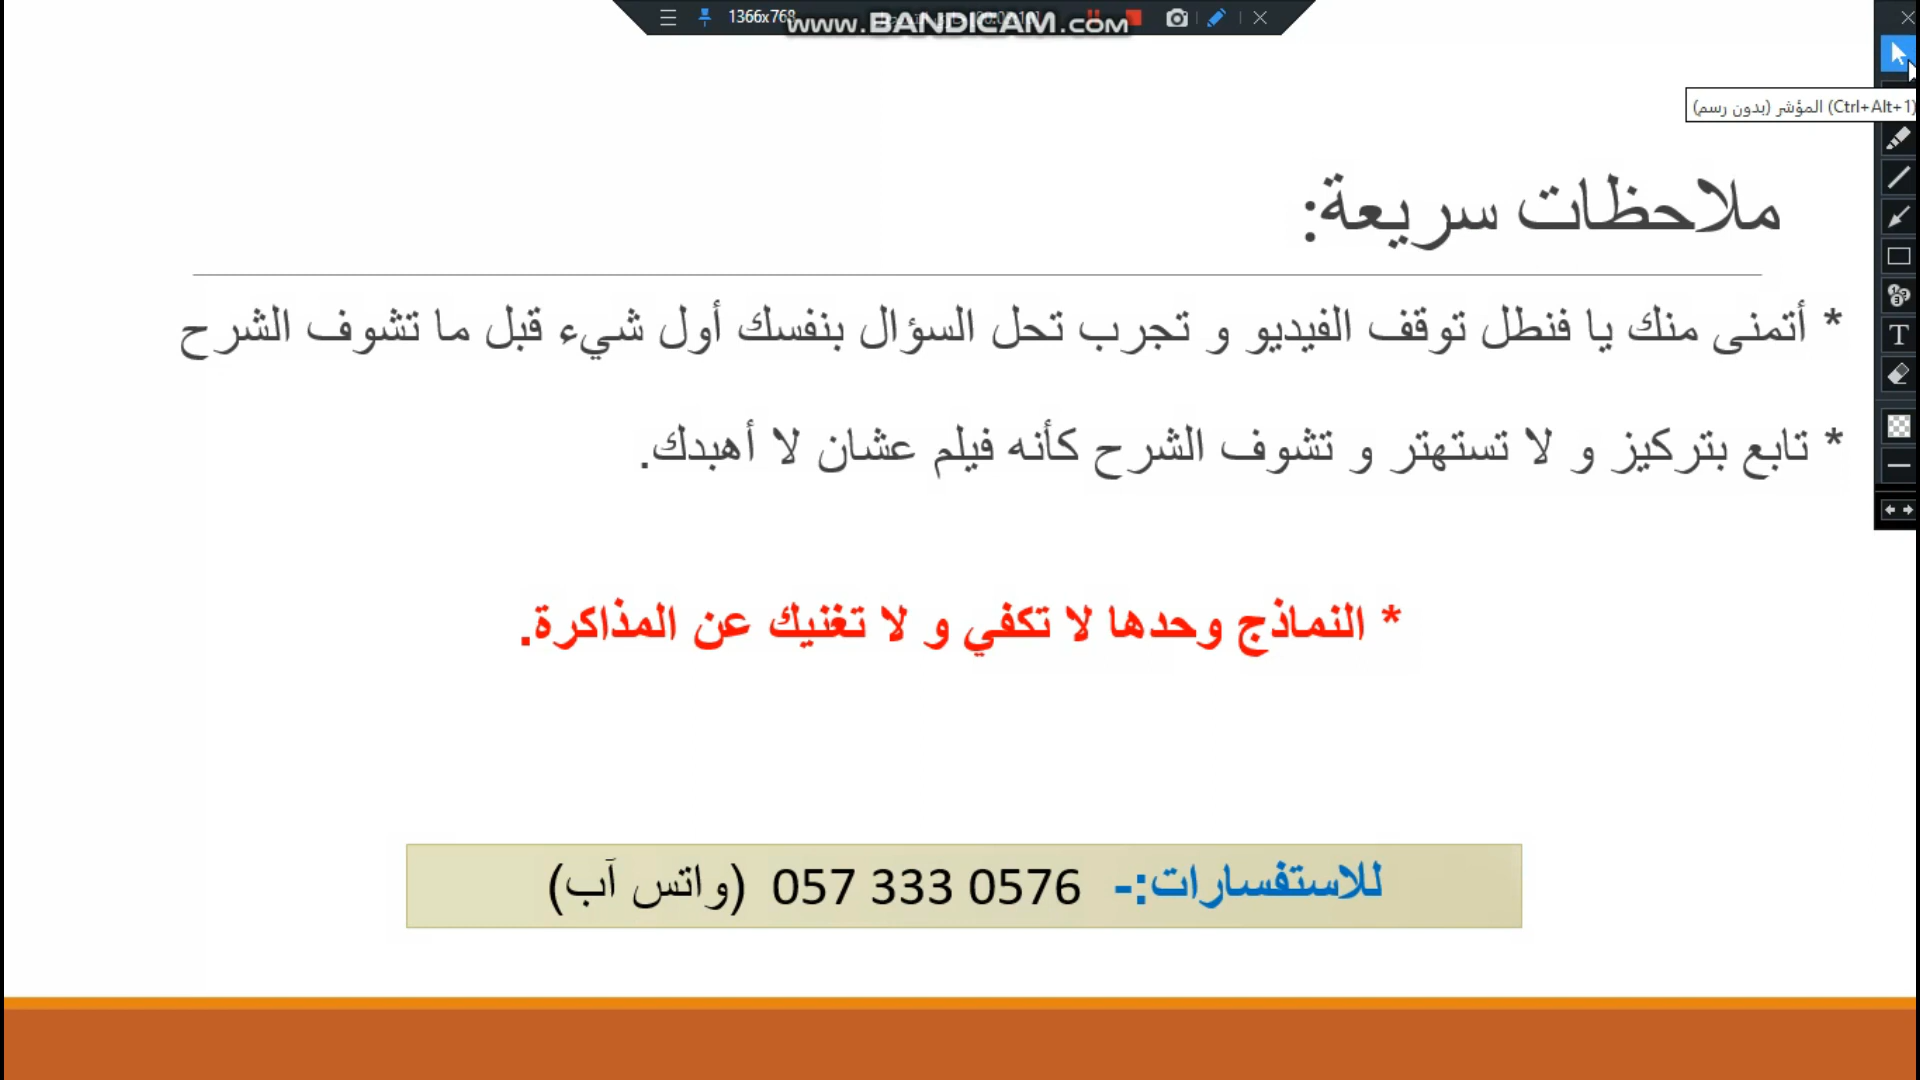 1366x768
www.BANDICAM.com
المؤشر (بدون رسم) (Ctrl+Alt+1)
ملاحظات سريعة:
* أتمنى منك يا فنطل توقف الفيديو و تجرب تحل السؤال بنفسك أول شيء قبل ما تشوف الشرح
* تابع بتركيز و لا تستهتر و تشوف الشرح كأنه فيلم عشان لا أهبدك.
* النماذج وحدها لا تكفي و لا تغنيك عن المذاكرة.
للاستفسارات:- 057 333 0576 (واتس آب)